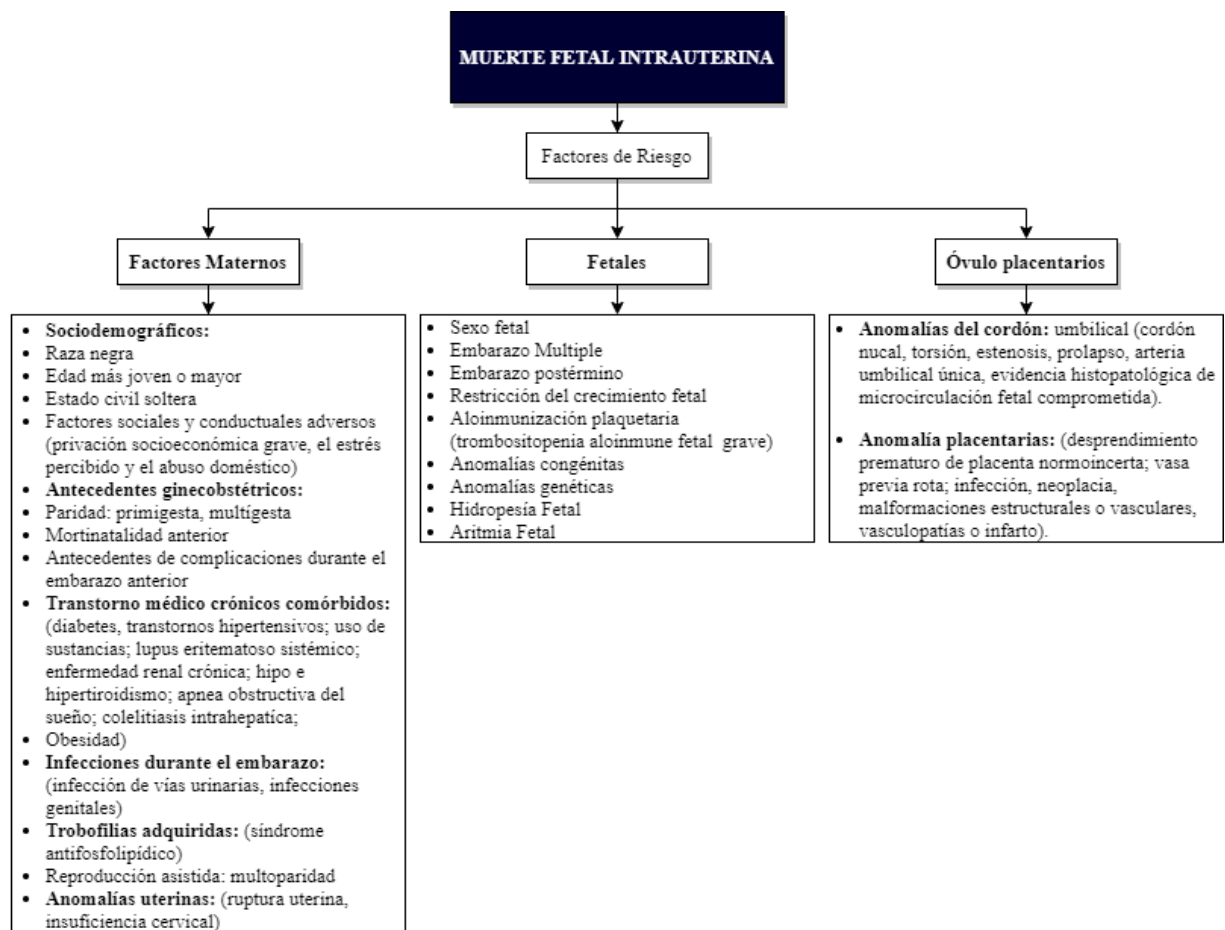 MUERTE FETAL INTRAUTERINA
Factores de Riesgo
Factores Maternos
Fetales
Óvulo placentarios
• Sociodemográficos:
• Raza negra
• Edad más joven o mayor
• Estado civil soltera
• Factores sociales y conductuales adversos
(privación socioeconómica grave, el estrés
percibido y el abuso doméstico)
• Antecedentes ginecobstétricos:
• Paridad: primigesta, multígesta
• Mortinatalidad anterior
• Antecedentes de complicaciones durante el
embarazo anterior
• Transtorno médico crónicos comórbidos:
(diabetes, transtornos hipertensivos; uso de
sustancias; lupus eritematoso sistémico;
enfermedad renal crónica; hipo e
hipertiroidismo; apnea obstructiva del
sueño; colelitiasis intrahepatíca;
• Obesidad)
• Infecciones durante el embarazo:
(infección de vías urinarias, infecciones
genitales)
• Trobofilias adquiridas: (síndrome
antifosfolipídico)
• Reproducción asistida: multoparidad
• Anomalías uterinas: (ruptura uterina,
insuficiencia cervical)
• Sexo fetal
• Embarazo Multiple
• Embarazo postérmino
• Restricción del crecimiento fetal
• Aloinmunización plaquetaria
(trombositopenia aloinmune fetal grave)
• Anomalías congénitas
• Anomalías genéticas
• Hidropesía Fetal
• Aritmia Fetal
• Anomalías del cordón: umbilical (cordón
nucal, torsión, estenosis, prolapso, arteria
umbilical única, evidencia histopatológica de
microcirculación fetal comprometida).
• Anomalía placentarias: (desprendimiento
prematuro de placenta normoincerta; vasa
previa rota; infección, neoplacia,
malformaciones estructurales o vasculares,
vasculopatías o infarto).